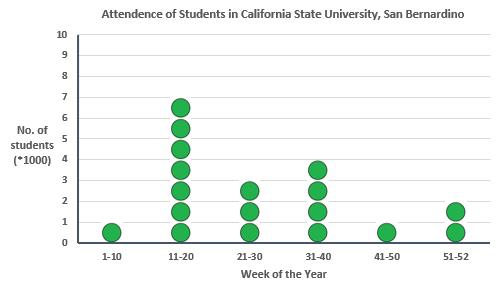 Attendence of Students in California State University, San Bernardino
10
9
8
7
6
5
4
3
2
1
0
No. of
students
(*1000)
1-10 11-20 21-30 31-40 41-50 51-52
Week of the Year